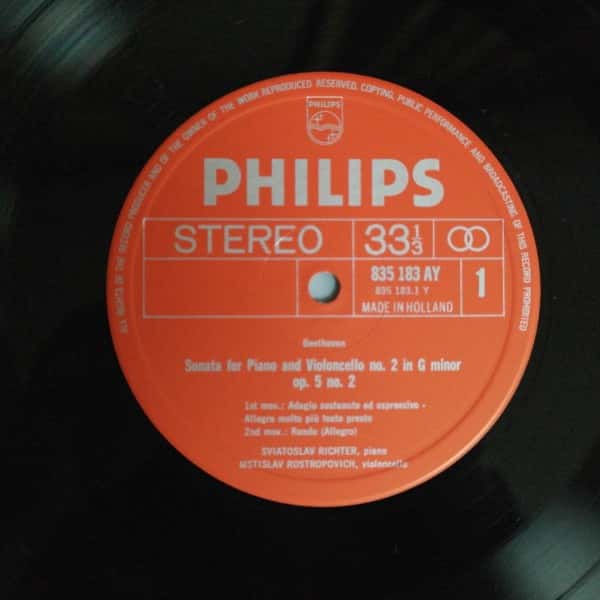 ALL RIGHTS OF THE RECORD PRODUCER AND OF THE OWNER OF THE WORK REPRODUCED RESERVED. COPYING, PUBLIC PERFORMANCE AND BROADCASTING OF THIS RECORD PROHIBITED
PHILIPS
PHILIPS
STEREO 33 1/3
835 183 AY
835 183.1 Y
1
MADE IN HOLLAND
Beethoven
Sonata for Piano and Violoncello no. 2 in G minor
op. 5 no. 2
1st mov.: Adagio sostenuto ed espressivo -
Allegro molto più tosto presto
2nd mov.: Rondo (Allegro)
SVIATOSLAV RICHTER, piano
MSTISLAV ROSTROPOVICH, violoncello